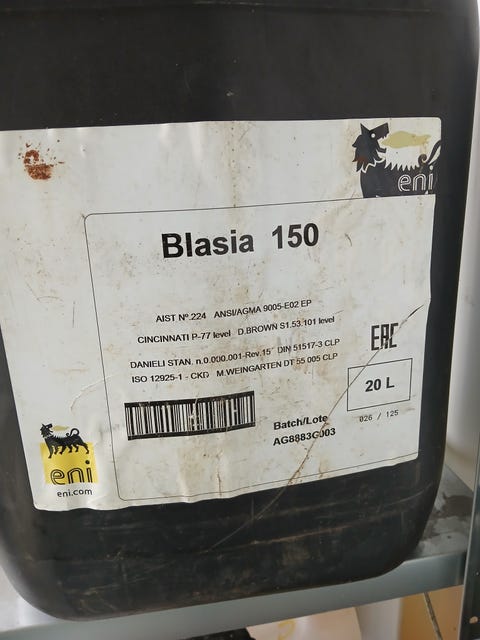 eni
Blasia 150
AIST Nº 224 ANSI/AGMA 9005-E02 EP
CINCINNATI P-77 level D.BROWN S1.53.101 level
DANIELI STAN. n.0.000.001-Rev.15 DIN 51517-3 CLP
ISO 12925-1 - CKD M.WEINGARTEN DT 55 005 CLP
EAC
20 L
Batch/Lote
026 / 125
AG8883C003
eni
eni.com